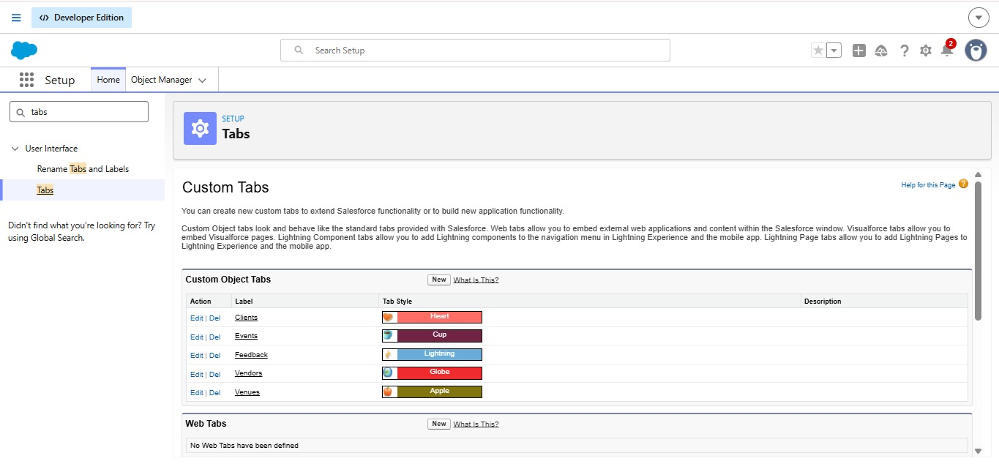 </> Developer Edition
Search Setup
2
Setup
Home
Object Manager
tabs
User Interface
Rename Tabs and Labels
Tabs
Didn't find what you're looking for? Try
using Global Search.
SETUP
Tabs
Custom Tabs
Help for this Page ?
You can create new custom tabs to extend Salesforce functionality or to build new application functionality.
Custom Object tabs look and behave like the standard tabs provided with Salesforce. Web tabs allow you to embed external web applications and content within the Salesforce window. Visualforce tabs allow you to
embed Visualforce pages. Lightning Component tabs allow you to add Lightning components to the navigation menu in Lightning Experience and the mobile app. Lightning Page tabs allow you to add Lightning Pages to
Lightning Experience and the mobile app.
Custom Object Tabs New What Is This?
Action Label Tab Style Description
Edit | Del Clients Heart
Edit | Del Events Cup
Edit | Del Feedback Lightning
Edit | Del Vendors Globe
Edit | Del Venues Apple
Web Tabs New What Is This?
No Web Tabs have been defined